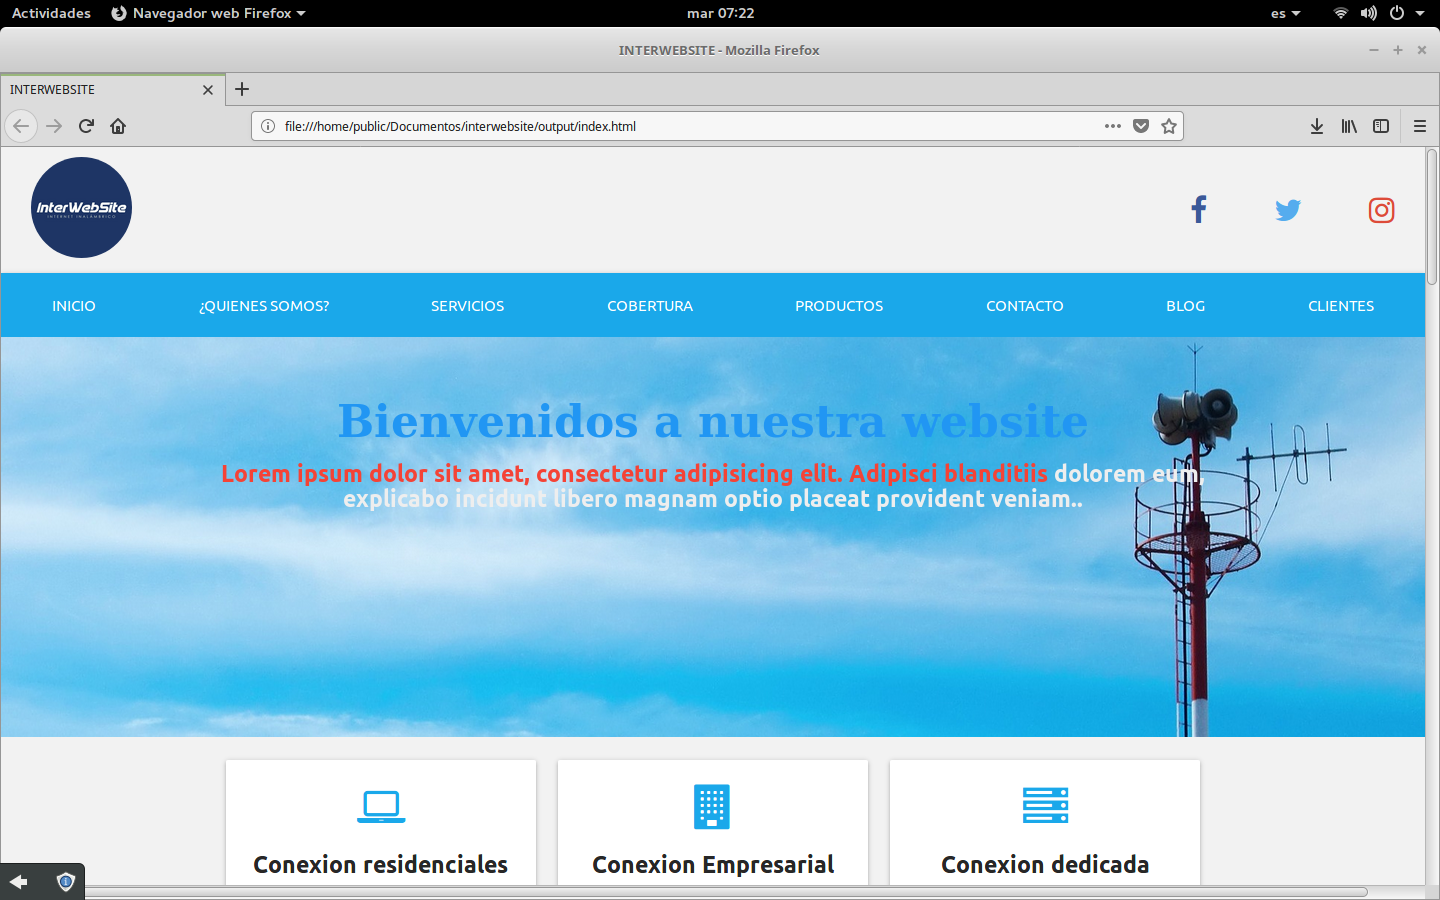 Actividades Navegador web Firefox mar 07:22 es
INTERWEBSITE - Mozilla Firefox
INTERWEBSITE
file:///home/public/Documentos/interwebsite/output/index.html
InterWebSite
INTERNET INALÁMBRICO
INICIO ¿QUIENES SOMOS? SERVICIOS COBERTURA PRODUCTOS CONTACTO BLOG CLIENTES
Bienvenidos a nuestra website
Lorem ipsum dolor sit amet, consectetur adipisicing elit. Adipisci blanditiis dolorem eum,
explicabo incidunt libero magnam optio placeat provident veniam..
Conexion residenciales Conexion Empresarial Conexion dedicada